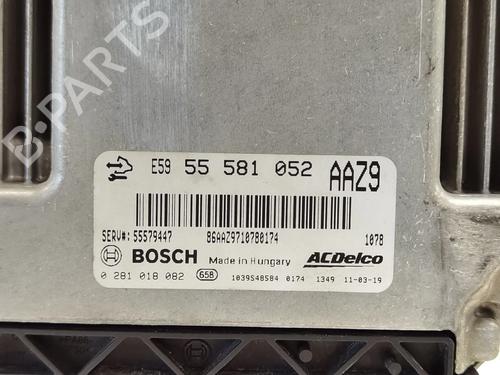 E59 55 581 052 AAZ9
SERV#: 55579447 86AAZ9710780174 1078
BOSCH Made in Hungary ACDelco
0 281 018 082 658 1039S48584 0174 1349 11-03-19
B-PARTS